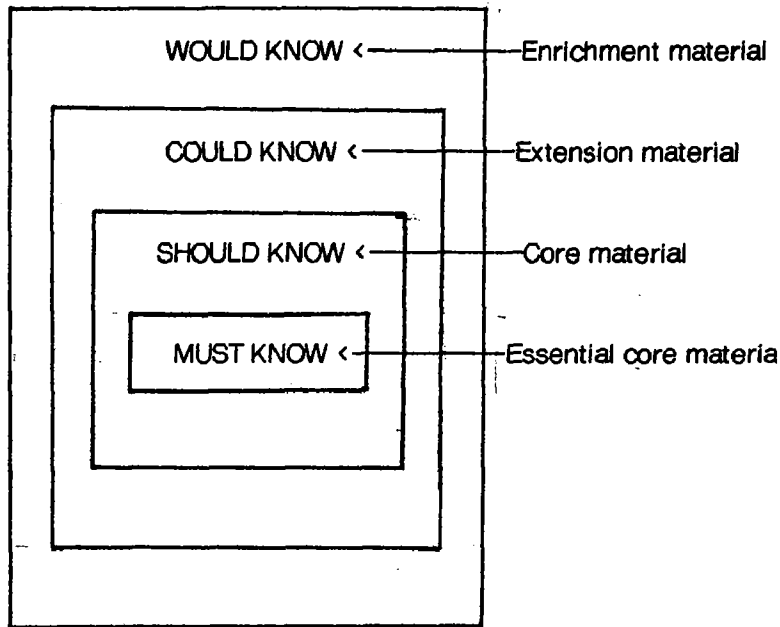 WOULD KNOW < Enrichment material
COULD KNOW < Extension material
SHOULD KNOW < Core material
MUST KNOW < Essential core materia